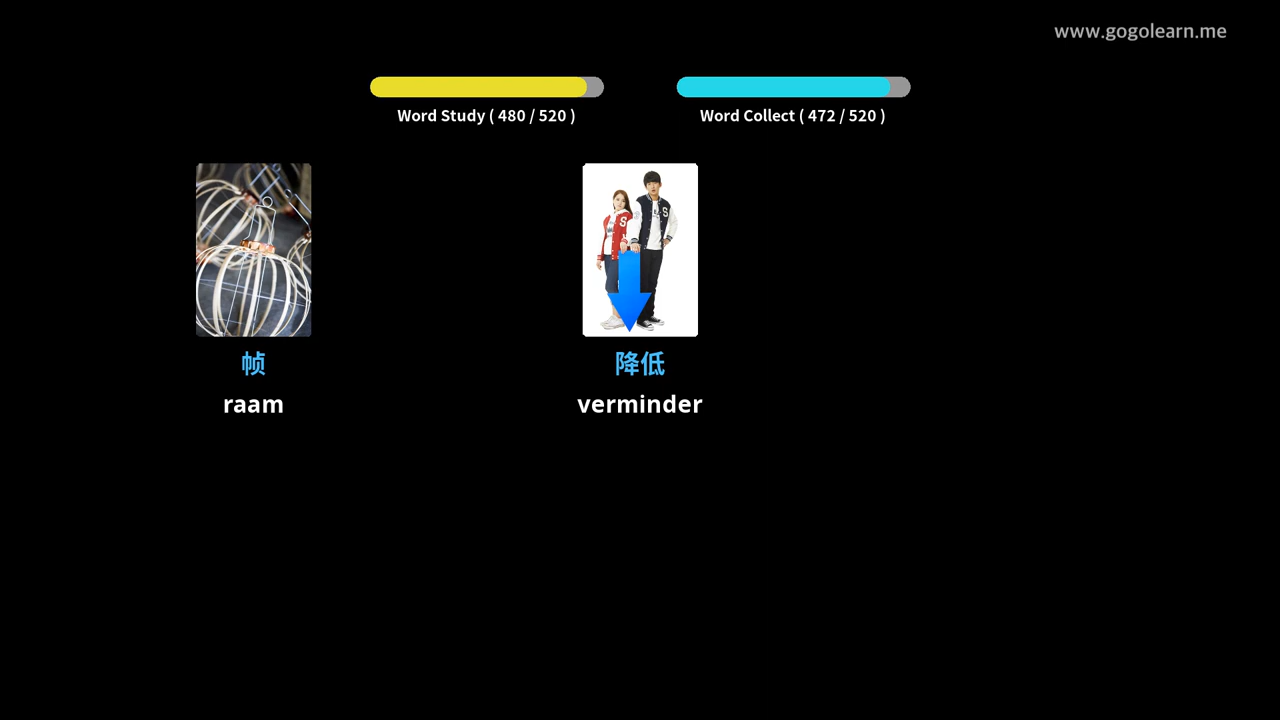 www.gogolearn.me
Word Study ( 480 / 520 )
Word Collect ( 472 / 520 )
S
S
帧
降低
raam
verminder